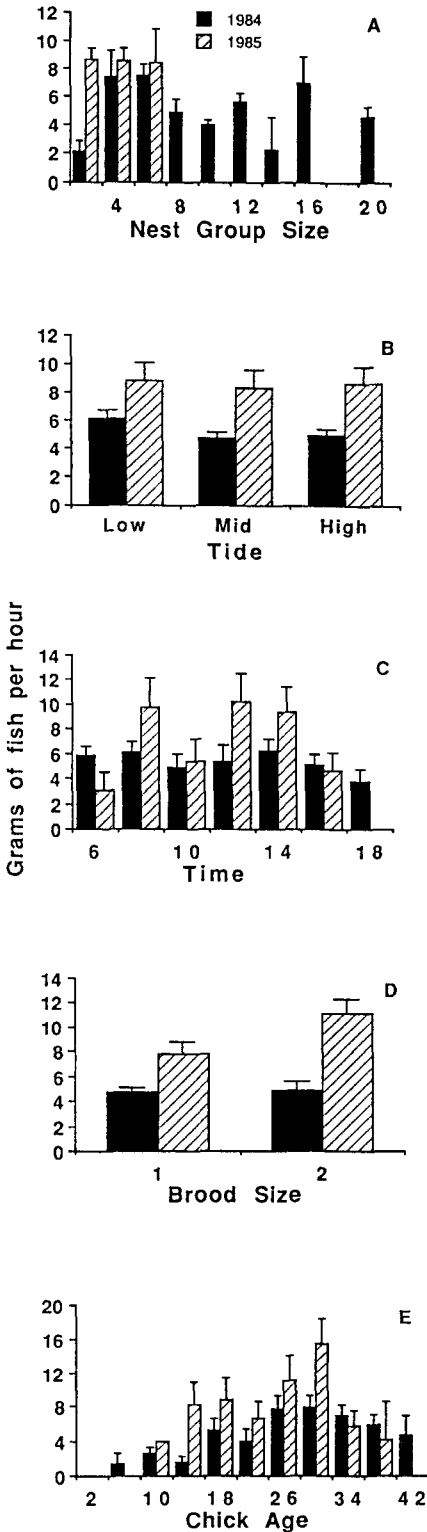 Grams of fish per hour
1984
1985
A
12
10
8
6
4
2
0
4 8 12 16 20
Nest Group Size
B
12
10
8
6
4
2
0
Low Mid High
Tide
C
14
12
10
8
6
4
2
0
6 10 14 18
Time
D
14
12
10
8
6
4
2
0
1 2
Brood Size
E
20
16
12
8
4
0
2 10 18 26 34 42
Chick Age